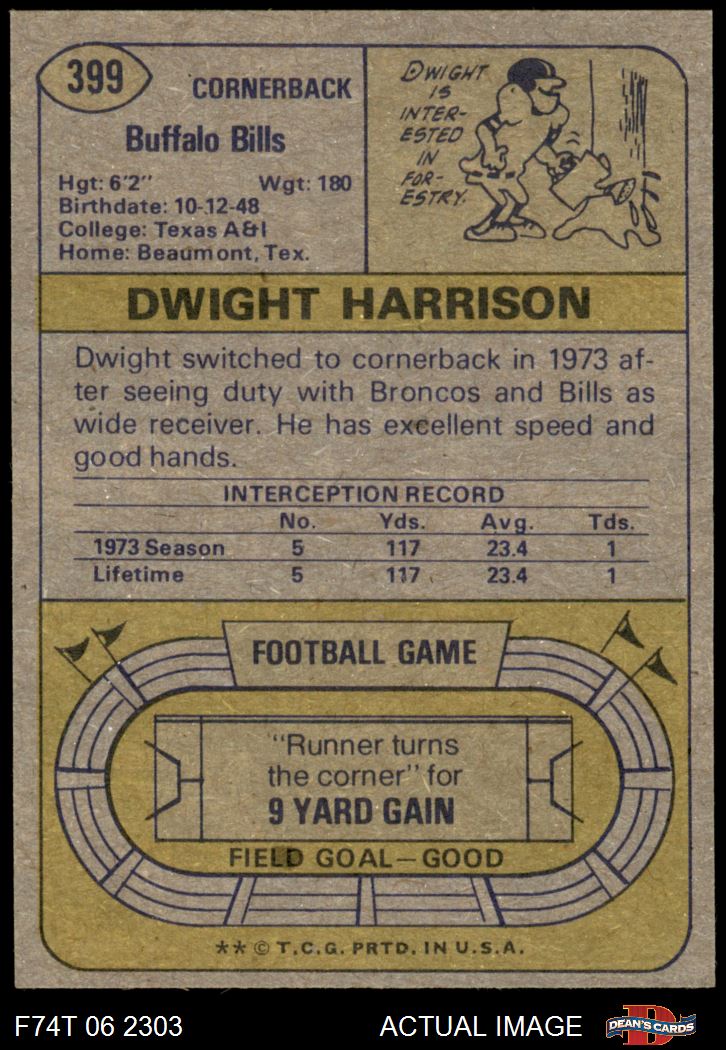 399
CORNERBACK
Buffalo Bills
Hgt: 6'2" Wgt: 180
Birthdate: 10-12-48
College: Texas A&I
Home: Beaumont, Tex.
DWIGHT
IS
INTER-
ESTED
IN
FOR-
ESTRY.
DWIGHT HARRISON
Dwight switched to cornerback in 1973 af-
ter seeing duty with Broncos and Bills as
wide receiver. He has excellent speed and
good hands.
INTERCEPTION RECORD
No. Yds. Avg. Tds.
1973 Season 5 117 23.4 1
Lifetime 5 117 23.4 1
FOOTBALL GAME
"Runner turns
the corner" for
9 YARD GAIN
FIELD GOAL—GOOD
** © T.C.G. PRTD. IN U.S.A.
F74T 06 2303 ACTUAL IMAGE
D
DEAN'S CARDS